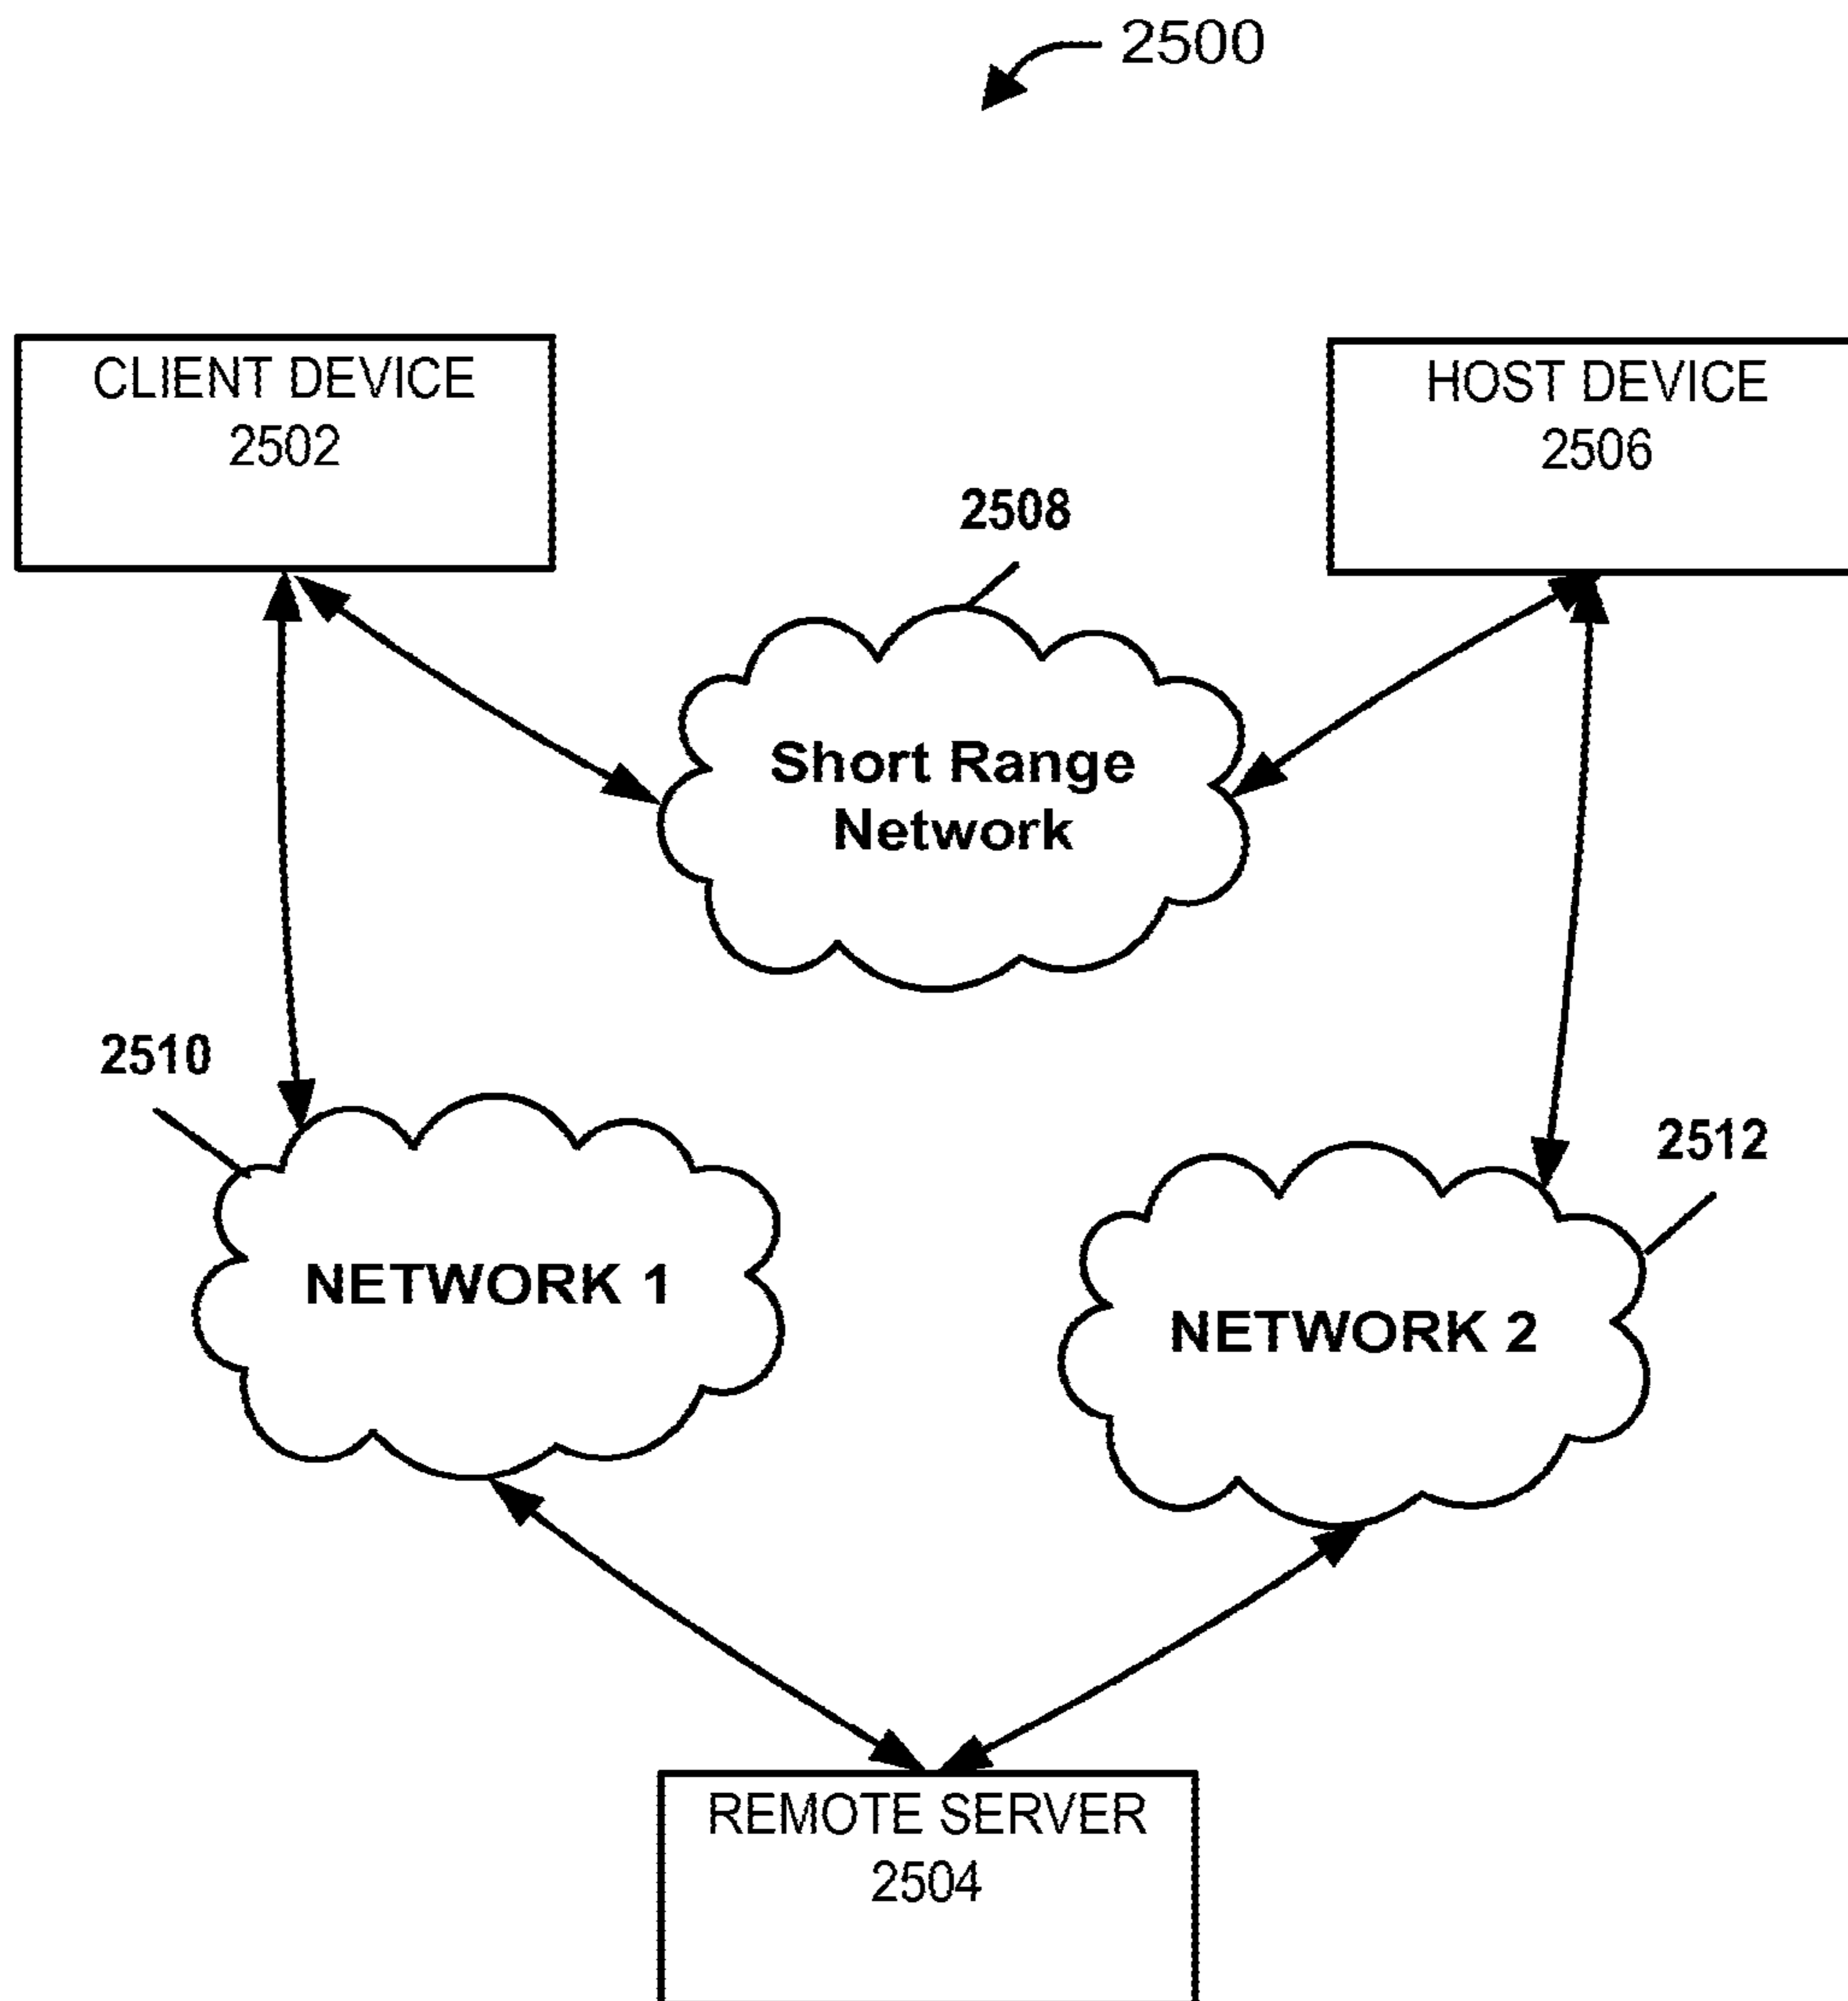 2500
CLIENT DEVICE
2502
HOST DEVICE
2506
2508
Short Range
Network
2510
2512
NETWORK 1
NETWORK 2
REMOTE SERVER
2504